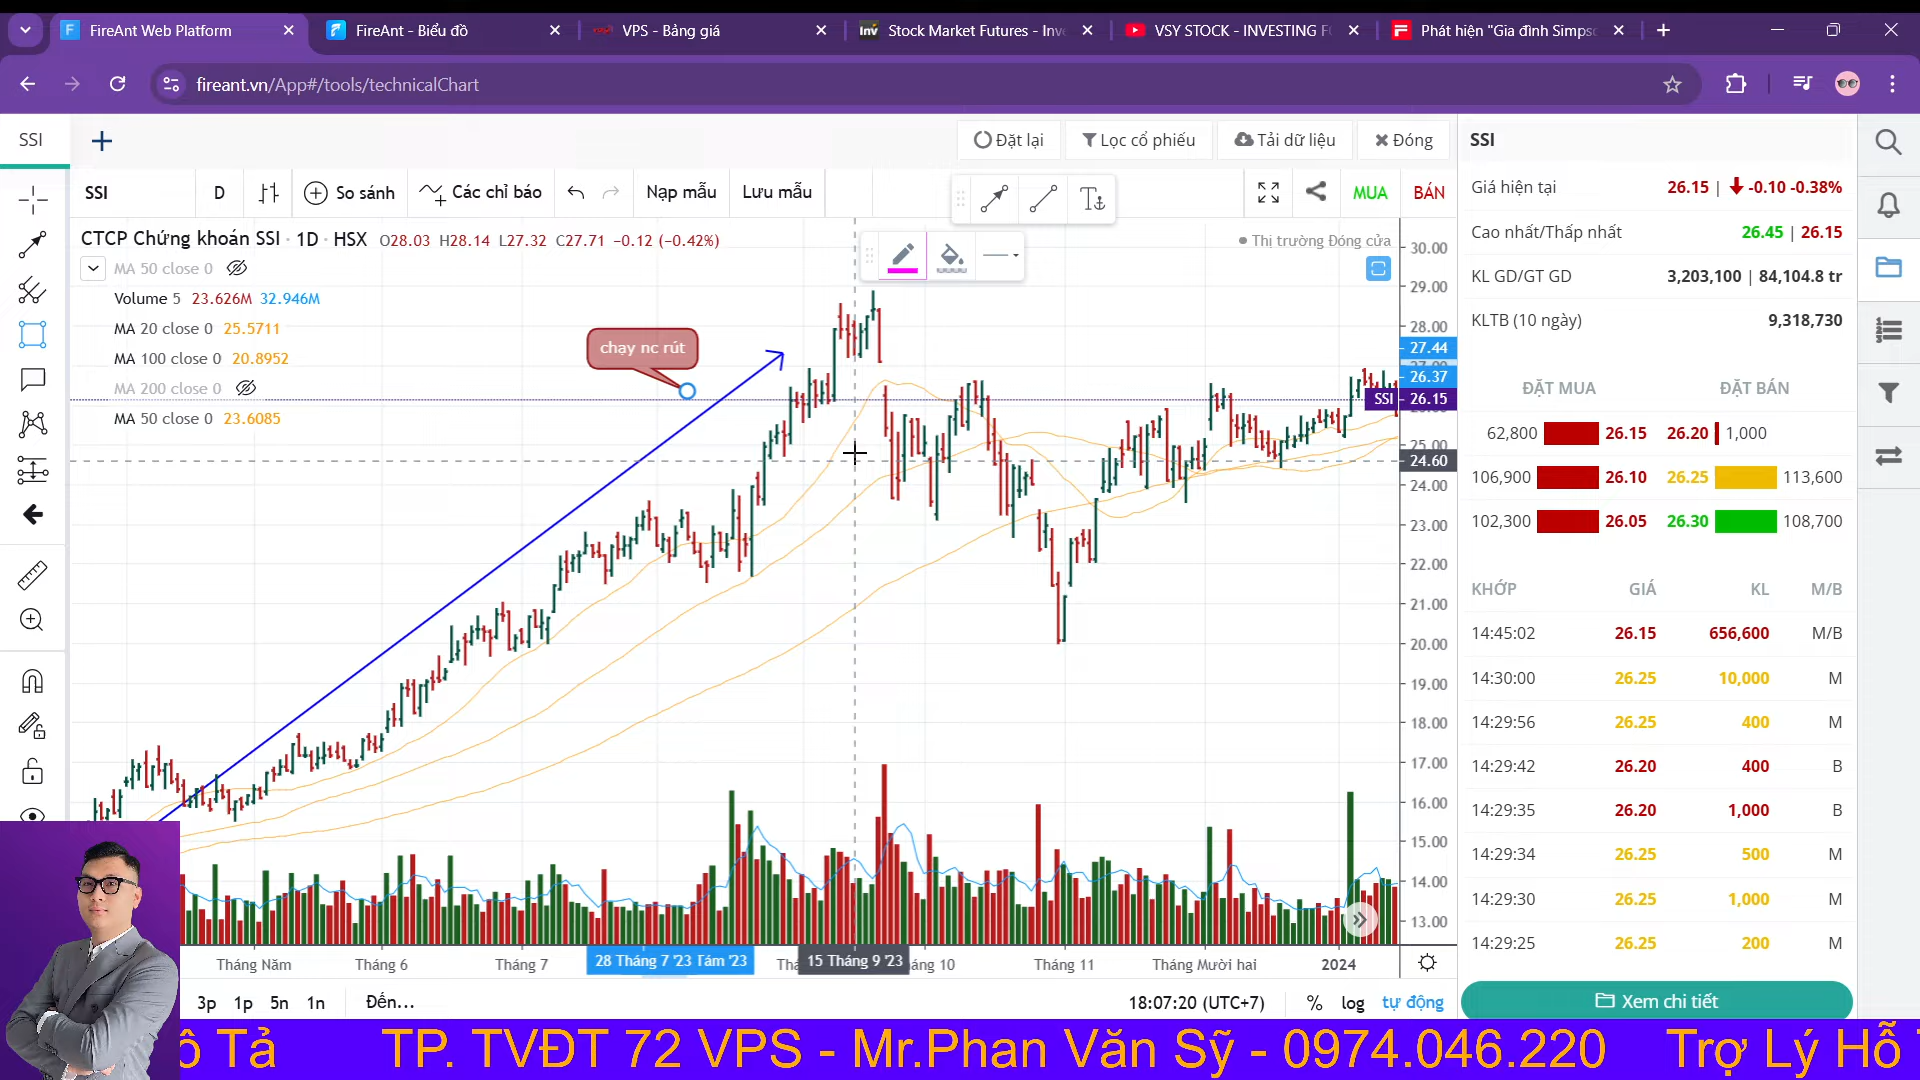 FireAnt Web Platform
FireAnt - Biểu đồ
VPS - Bảng giá
Stock Market Futures - Inve
VSY STOCK - INVESTING F
Phát hiện "Gia đình Simps
fireant.vn/App#/tools/technicalChart
SSI
Đặt lại
Lọc cổ phiếu
Tải dữ liệu
Đóng
SSI
D
So sánh
Các chỉ báo
Nạp mẫu
Lưu mẫu
MUA
BÁN
CTCP Chứng khoán SSI · 1D · HSX O28.03 H28.14 L27.32 C27.71 −0.12 (−0.42%)
Thị trường Đóng cửa
MA 50 close 0
Volume 5 23.626M 32.946M
MA 20 close 0 25.5711
MA 100 close 0 20.8952
MA 200 close 0
MA 50 close 0 23.6085
chạy nc rút
30.00
29.00
28.00
27.44
26.37
SSI 26.15
25.00
24.60
24.00
23.00
22.00
21.00
20.00
19.00
18.00
17.00
16.00
15.00
14.00
13.00
Tháng Năm
Tháng 6
Tháng 7
28 Tháng 7 '23
Tám '23
15 Tháng 9 '23
Tháng 11
Tháng Mười hai
2024
3p 1p 5n 1n
Đến...
18:07:20 (UTC+7)
% log tự động
SSI
Giá hiện tại 26.15 | -0.10 -0.38%
Cao nhất/Thấp nhất 26.45 | 26.15
KL GD/GT GD 3,203,100 | 84,104.8 tr
KLTB (10 ngày) 9,318,730
ĐẶT MUA ĐẶT BÁN
62,800 26.15 26.20 1,000
106,900 26.10 26.25 113,600
102,300 26.05 26.30 108,700
KHỚP GIÁ KL M/B
14:45:02 26.15 656,600 M/B
14:30:00 26.25 10,000 M
14:29:56 26.25 400 M
14:29:42 26.20 400 B
14:29:35 26.20 1,000 B
14:29:34 26.25 500 M
14:29:30 26.25 1,000 M
14:29:25 26.25 200 M
Xem chi tiết
ô Tả TP. TVĐT 72 VPS - Mr.Phan Văn Sỹ - 0974.046.220 Trợ Lý Hỗ